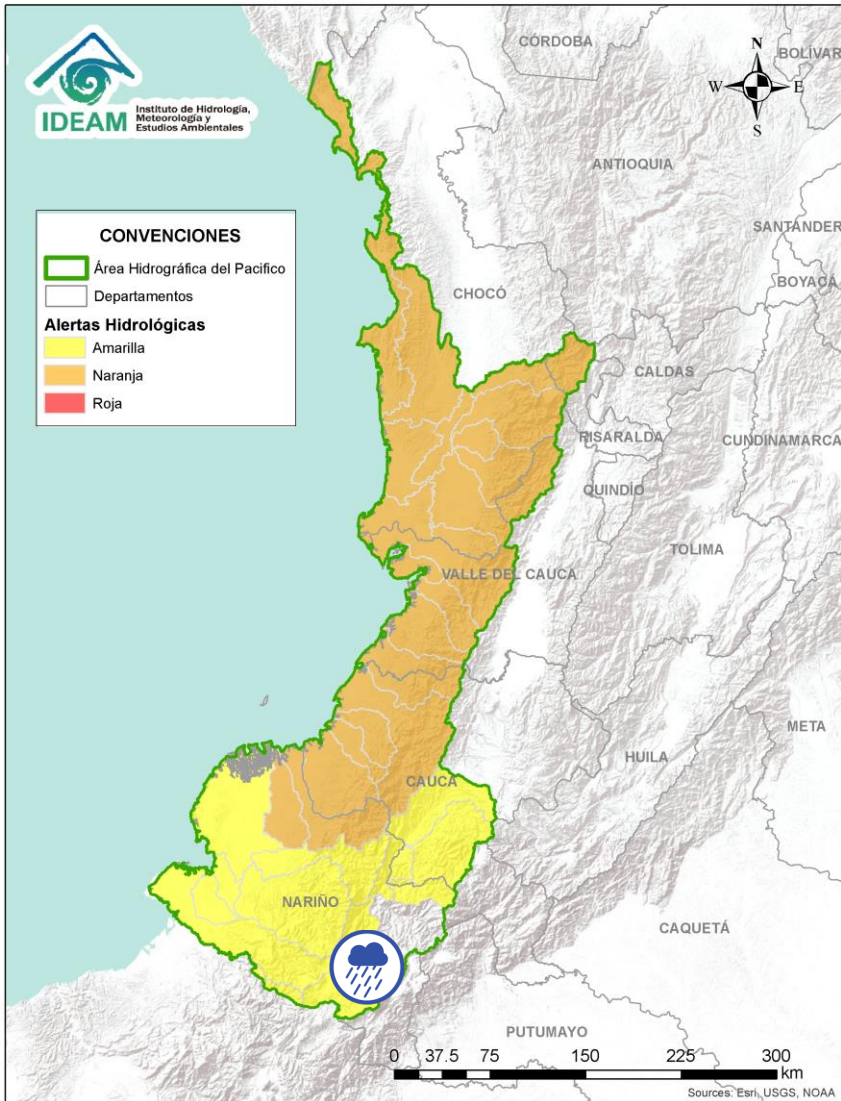 IDEAM
Instituto de Hidrología,
Meteorología y
Estudios Ambientales
N
W
E
S
CONVENCIONES
Área Hidrográfica del Pacifico
Departamentos
Alertas Hidrológicas
Amarilla
Naranja
Roja
CÓRDOBA
BOLÍVAR
ANTIOQUIA
SANTANDER
BOYACÁ
CHOCÓ
CALDAS
RISARALDA
CUNDINAMARCA
QUINDÍO
TOLIMA
VALLE DEL CAUCA
META
HUILA
CAUCA
NARIÑO
CAQUETÁ
PUTUMAYO
0 37.5 75 150 225 300
km
Sources: Esri, USGS, NOAA